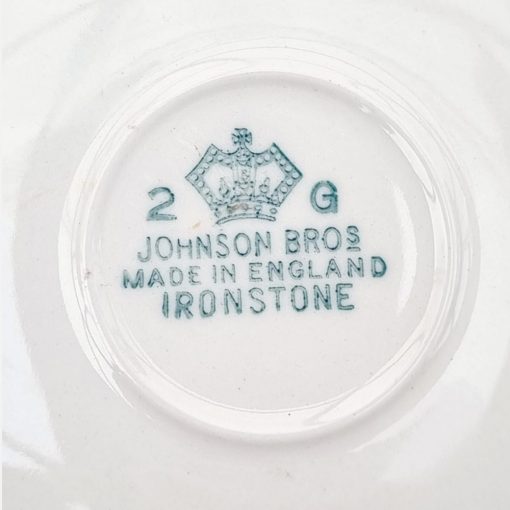 2 G
JOHNSON BROS
MADE IN ENGLAND
IRONSTONE